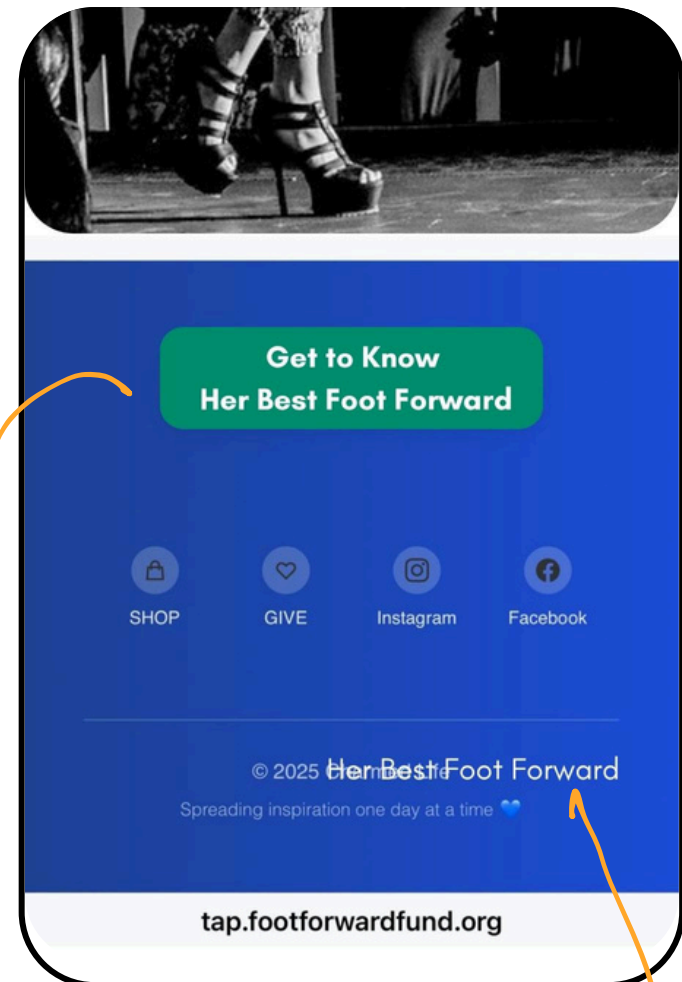 Get to Know
Her Best Foot Forward
SHOP GIVE Instagram Facebook
© 2025 Her Best Foot Forward
Spreading inspiration one day at a time 💙
tap.footforwardfund.org